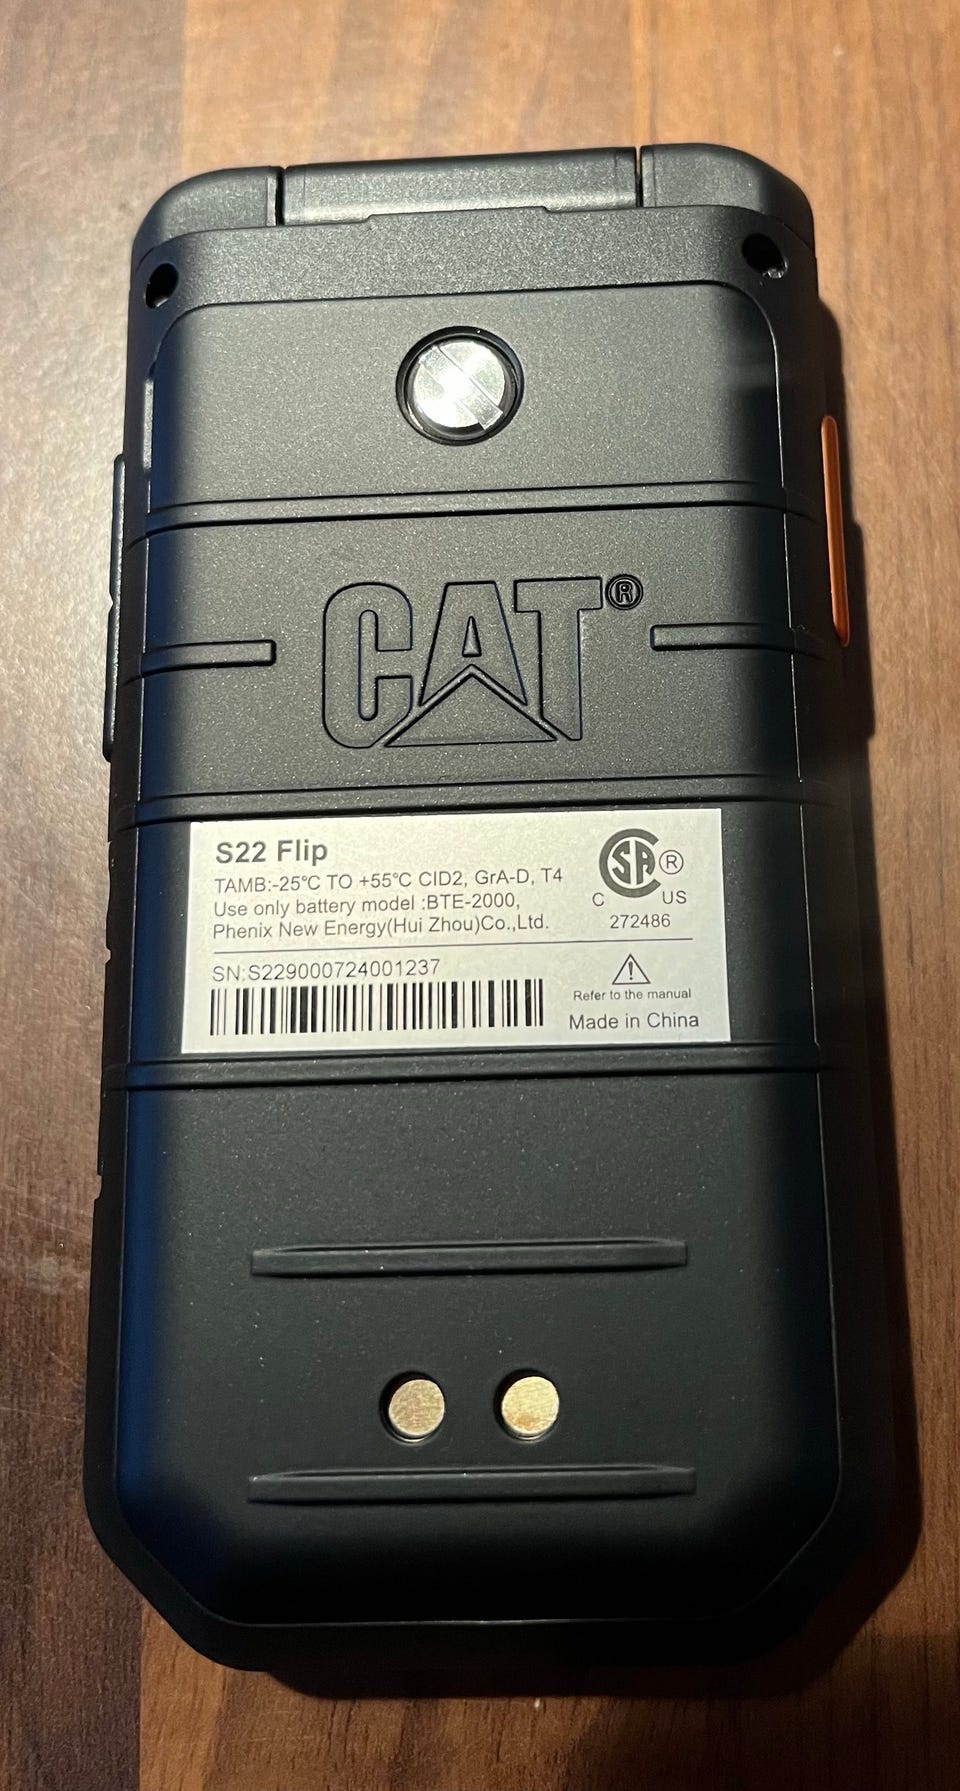 CAT®
S22 Flip
TAMB:-25℃ TO +55℃ CID2, GrA-D, T4
Use only battery model :BTE-2000,
Phenix New Energy(Hui Zhou)Co.,Ltd.
SA ®
C US
272486
SN:S229000724001237
Refer to the manual
Made in China